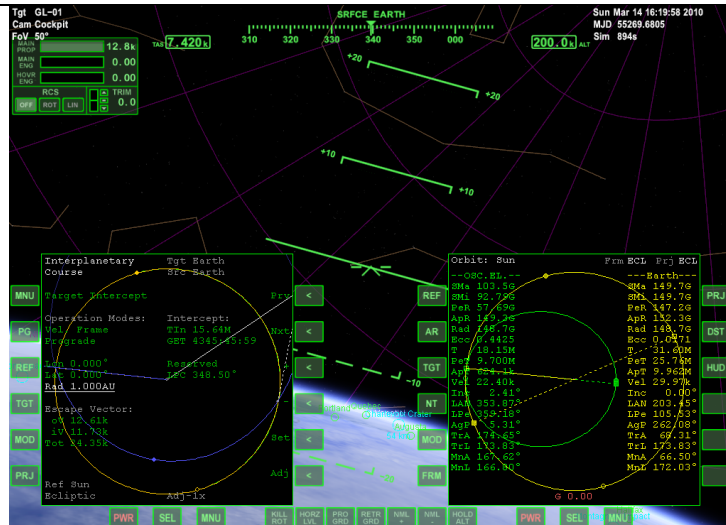 Tgt GL-01
Cam Cockpit
FoV 50°
SRFCE EARTH
Sun Mar 14 16:19:58 2010
MJD 55269.6805
Sim 894s
310 320 330 340 350 000
TAS 7.420k
200.0k ALT
MAIN PROP 12.8k
MAIN ENG 0.00
HOVR ENG 0.00
RCS TRIM
OFF ROT LIN 0.0
+20 +20
+10 +10
-10
Interplanetary Tgt Earth
Course Src Earth
Target Intercept Prv
Operation Modes: Intercept:
Vel Frame TIn 15.64M Nxt
Prograde GET 4345:45:59
Lon 0.000° Reserved
Lat 0.000° LPC 348.50°
Rad 1.000AU
Escape Vector:
oV 12.61k
iV 11.73k Set
Tot 24.35k
Adj
Ref Sun
Ecliptic Adj-1x
MNU
PG
REF
TGT
MOD
PRJ
<
<
<
<
<
<
PWR SEL MNU
KILL ROT HORZ LVL PRO GRD RETR GRD NML + NML - HOLD ALT
REF
AR
TGT
NT
MOD
FRM
Orbit: Sun Frm ECL Prj ECL
--OSC.EL.-- ---Earth---
SMa 103.5G SMa 149.7G
SMi 92.79G SMi 149.7G
PeR 57.69G PeR 147.2G
ApR 149.3G ApR 152.3G
Rad 148.7G Rad 148.7G
Ecc 0.4425 Ecc 0.0171
T 18.15M T 31.60M
PeT 9.700M PeT 25.76M
ApT 624.1k ApT 9.962M
Vel 22.40k Vel 29.97k
Inc 2.41° Inc 0.00°
LAN 353.87° LAN 203.45°
LPe 359.18° LPe 105.53°
AgP 5.31° AgP 262.08°
TrA 174.65° TrA 68.31°
TrL 173.83° TrL 173.83°
MnA 167.62° MnA 66.50°
MnL 166.80° MnL 172.03°
G 0.00
PRJ
DST
HUD
PWR SEL MNU